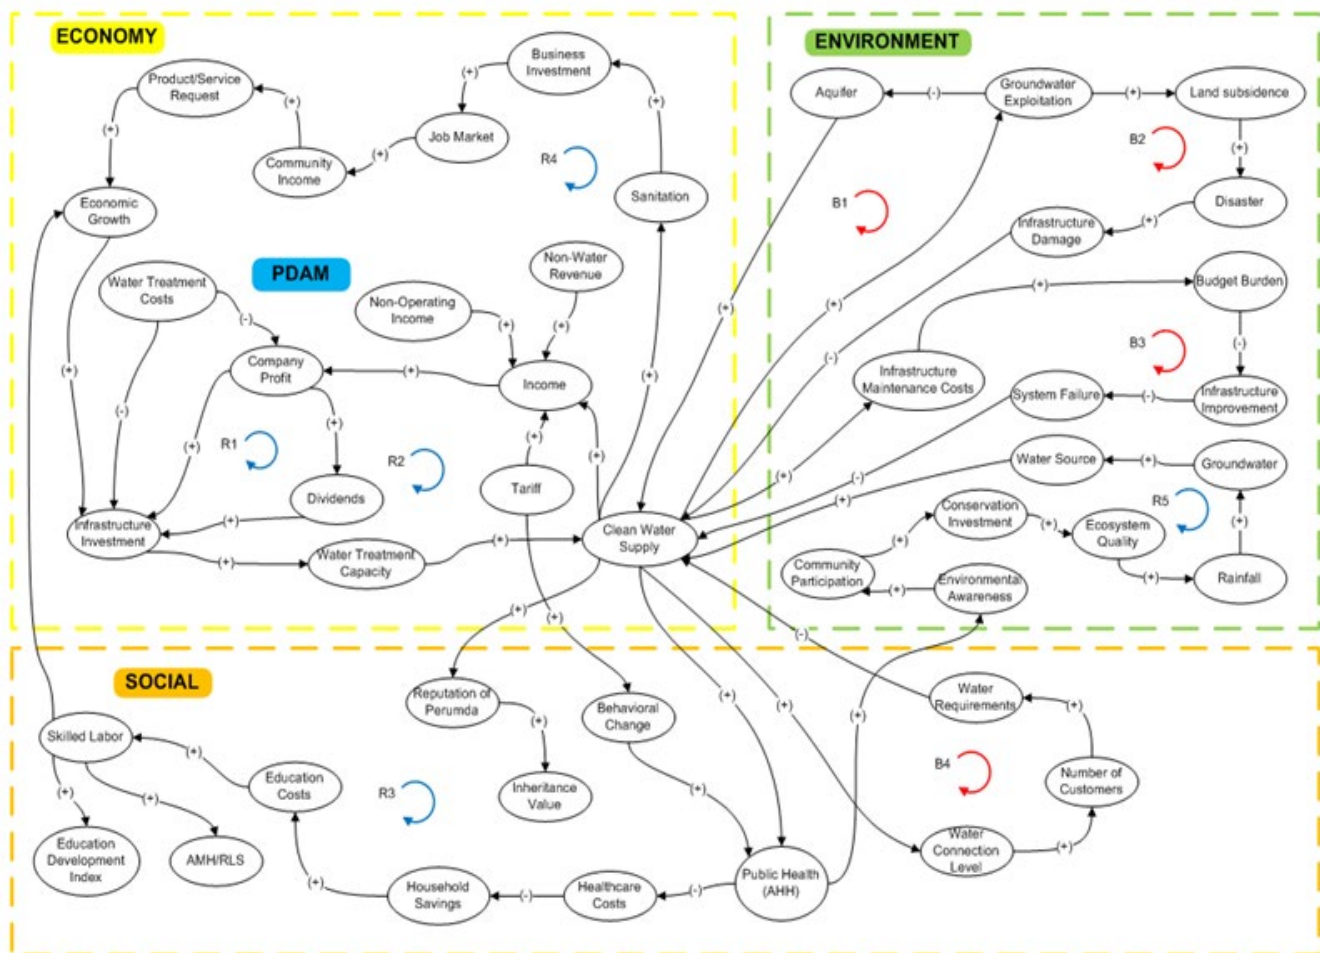 ECONOMY
Business
Investment
Product/Service
Request
(+)
(+)
(+)
(+)
Job Market
(+)
Community
Income
R4
Sanitation
Economic
Growth
PDAM
Non-Water
Revenue
Water Treatment
Costs
Non-Operating
Income
(-)
(+)
(+)
Company
Profit
(+)
(+)
Income
(+)
(-)
(+)
(+)
(+)
(+)
(+)
R1
R2
Tariff
Dividends
(+)
Infrastructure
Investment
(+)
Water Treatment
Capacity
(+)
Clean Water
Supply
(+)
(+)
ENVIRONMENT
Aquifer
(-)
Groundwater
Exploitation
(+)
Land subsidence
B2
(+)
B1
Disaster
(+)
Infrastructure
Damage
(+)
(+)
(+)
Budget Burden
(-)
B3
(-)
Infrastructure
Maintenance Costs
System Failure
(-)
Infrastructure
Improvement
(+)
(-)
(+)
Water Source
(+)
Groundwater
R5
(+)
Conservation
Investment
(+)
Ecosystem
Quality
(+)
Rainfall
(+)
Community
Participation
(+)
Environmental
Awareness
(-)
SOCIAL
Reputation of
Perumda
(+)
Behavioral
Change
(+)
(+)
(+)
Water
Requirements
(+)
Skilled Labor
(+)
Education
Costs
R3
Inheritance
Value
(+)
B4
Number of
Customers
(+)
(+)
Education
Development
Index
AMH/RLS
Water
Connection
Level
(+)
(+)
Household
Savings
(-)
Healthcare
Costs
(-)
Public Health
(AHH)